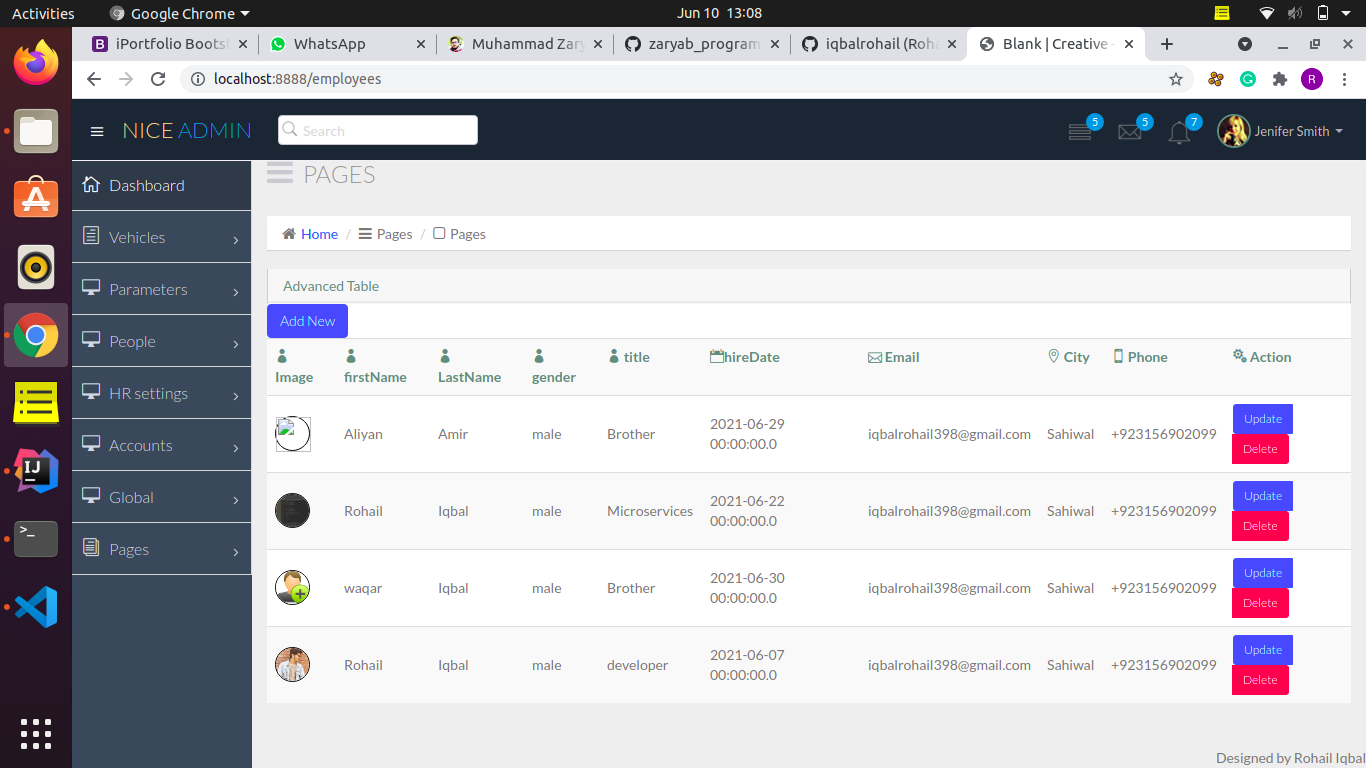 Activities Google Chrome Jun 10 13:08
iPortfolio Bootst WhatsApp Muhammad Zary zaryab_program iqbalrohail (Roha Blank | Creative -
localhost:8888/employees R
NICE ADMIN Search 5 5 7 Jenifer Smith
Dashboard
Vehicles
Parameters
People
HR settings
Accounts
Global
Pages
PAGES
Home / Pages / Pages
Advanced Table
Add New
Image firstName LastName gender title hireDate Email City Phone Action
Aliyan Amir male Brother 2021-06-29 00:00:00.0 iqbalrohail398@gmail.com Sahiwal +923156902099 Update
Delete
Rohail Iqbal male Microservices 2021-06-22 00:00:00.0 iqbalrohail398@gmail.com Sahiwal +923156902099 Update
Delete
waqar Iqbal male Brother 2021-06-30 00:00:00.0 iqbalrohail398@gmail.com Sahiwal +923156902099 Update
Delete
Rohail Iqbal male developer 2021-06-07 00:00:00.0 iqbalrohail398@gmail.com Sahiwal +923156902099 Update
Delete
Designed by Rohail Iqbal